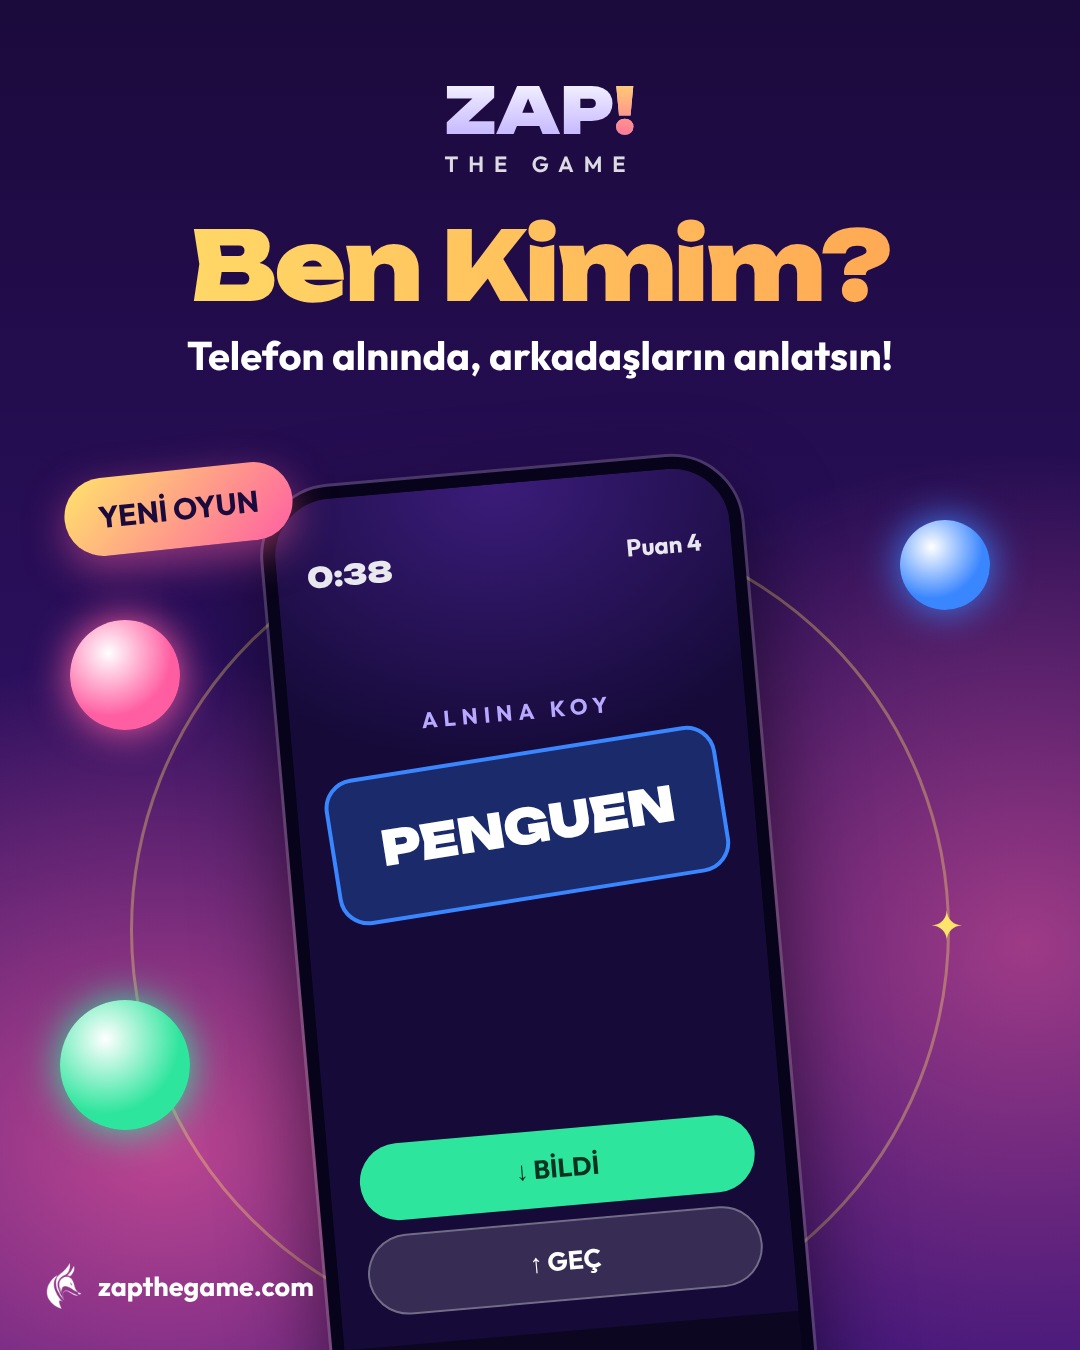 ZAP!
THE GAME
Ben Kimim?
Telefon alnında, arkadaşların anlatsın!
YENİ OYUN
0:38
Puan 4
ALNINA KOY
PENGUEN
↓ BİLDİ
↑ GEÇ
zapthegame.com